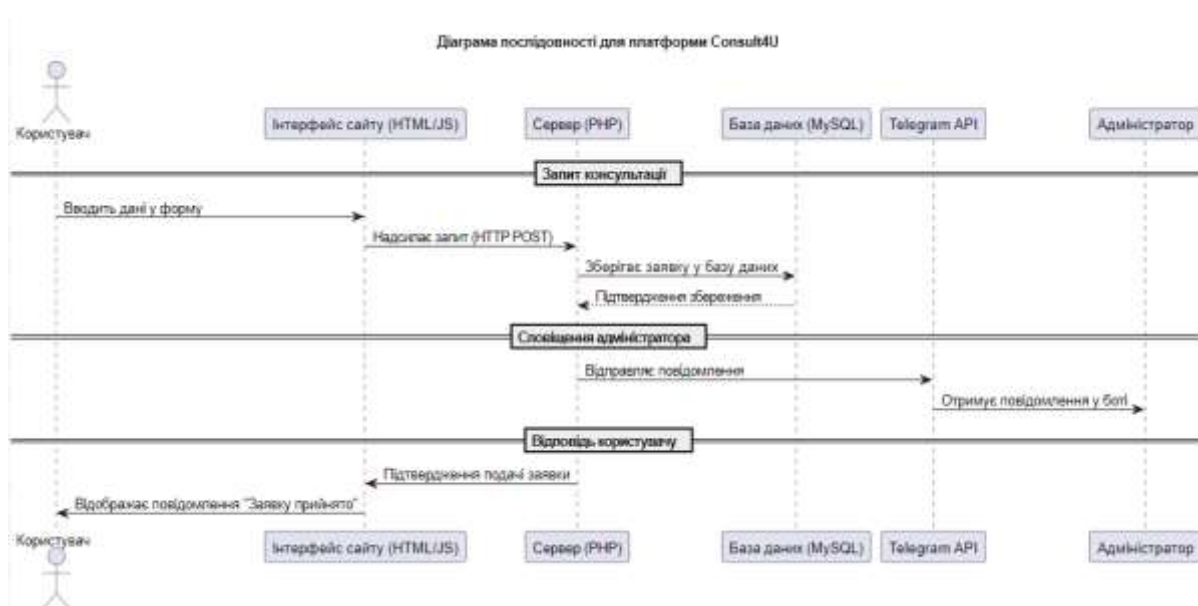 Діаграма послідовності для платформи Consult4U
Користувач
Інтерфейс сайту (HTML/JS)
Сервер (PHP)
База даних (MySQL)
Telegram API
Адміністратор
Запит консультації
Вводить дані у форму
Надсилає запит (HTTP POST)
Зберігає заявку у базу даних
Підтвердження збереження
Сповіщення адміністратора
Відправляє повідомлення
Отримує повідомлення у боті
Відповідь користувачу
Підтвердження подачі заявки
Відображає повідомлення "Заявку прийнято"
Користувач
Інтерфейс сайту (HTML/JS)
Сервер (PHP)
База даних (MySQL)
Telegram API
Адміністратор